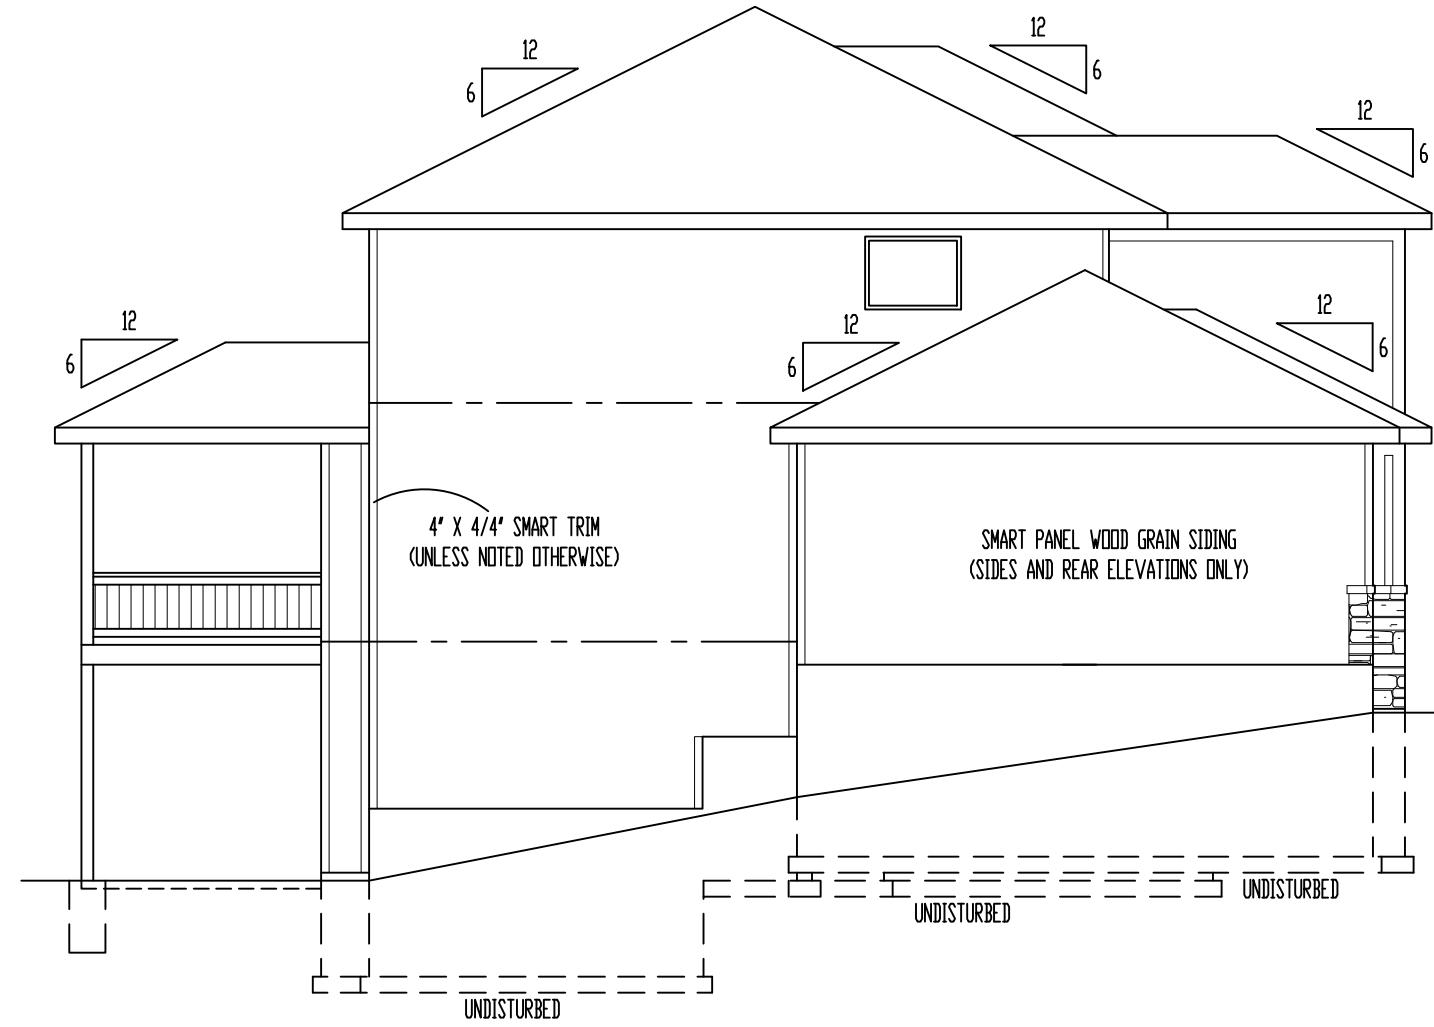 12
12
6
6
12
6
12
12
12
6
6
6
4" X 4/4" SMART TRIM
(UNLESS NOTED OTHERWISE)
SMART PANEL WOOD GRAIN SIDING
(SIDES AND REAR ELEVATIONS ONLY)
UNDISTURBED
UNDISTURBED
UNDISTURBED